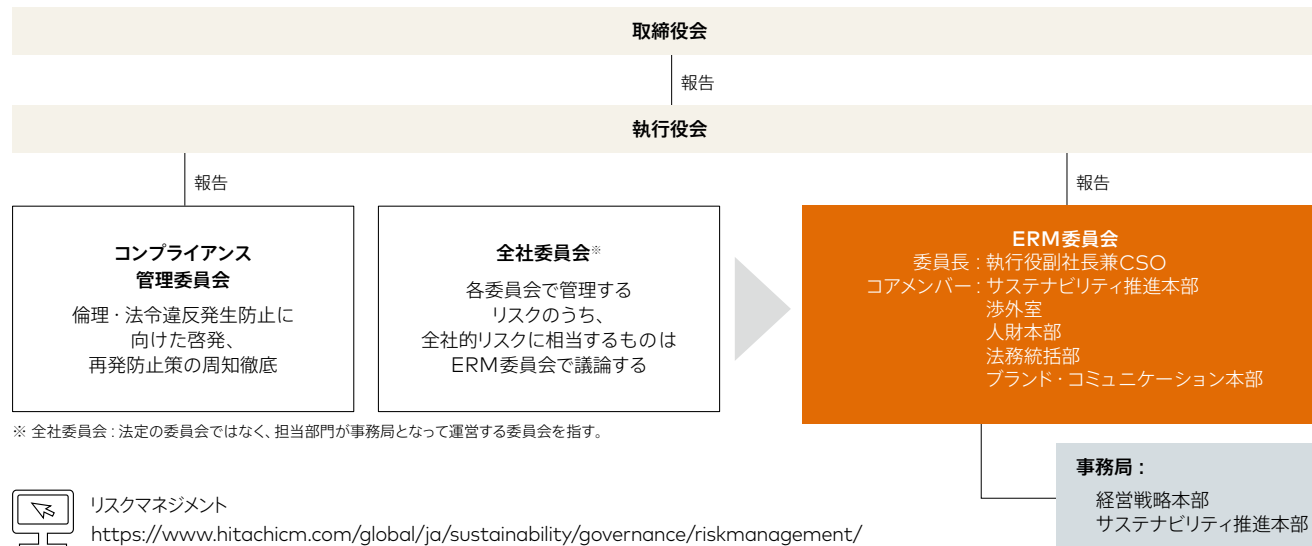 取締役会
報告
執行役会
報告
報告
コンプライアンス
管理委員会
倫理・法令違反発生防止に
向けた啓発、
再発防止策の周知徹底
全社委員会※
各委員会で管理する
リスクのうち、
全社的リスクに相当するものは
ERM委員会で議論する
ERM委員会
委員長：執行役副社長兼CSO
コアメンバー：サステナビリティ推進本部
渉外室
人財本部
法務統括部
ブランド・コミュニケーション本部
※ 全社委員会：法定の委員会ではなく、担当部門が事務局となって運営する委員会を指す。
事務局：
経営戦略本部
サステナビリティ推進本部
リスクマネジメント
https://www.hitachicm.com/global/ja/sustainability/governance/riskmanagement/